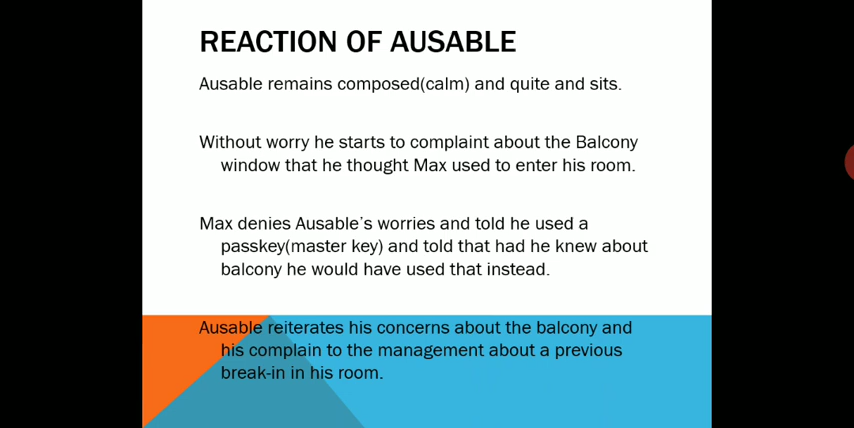 REACTION OF AUSABLE
Ausable remains composed(calm) and quite and sits.
Without worry he starts to complaint about the Balcony
window that he thought Max used to enter his room.
Max denies Ausable's worries and told he used a
passkey(master key) and told that had he knew about
balcony he would have used that instead.
Ausable reiterates his concerns about the balcony and
his complain to the management about a previous
break-in in his room.